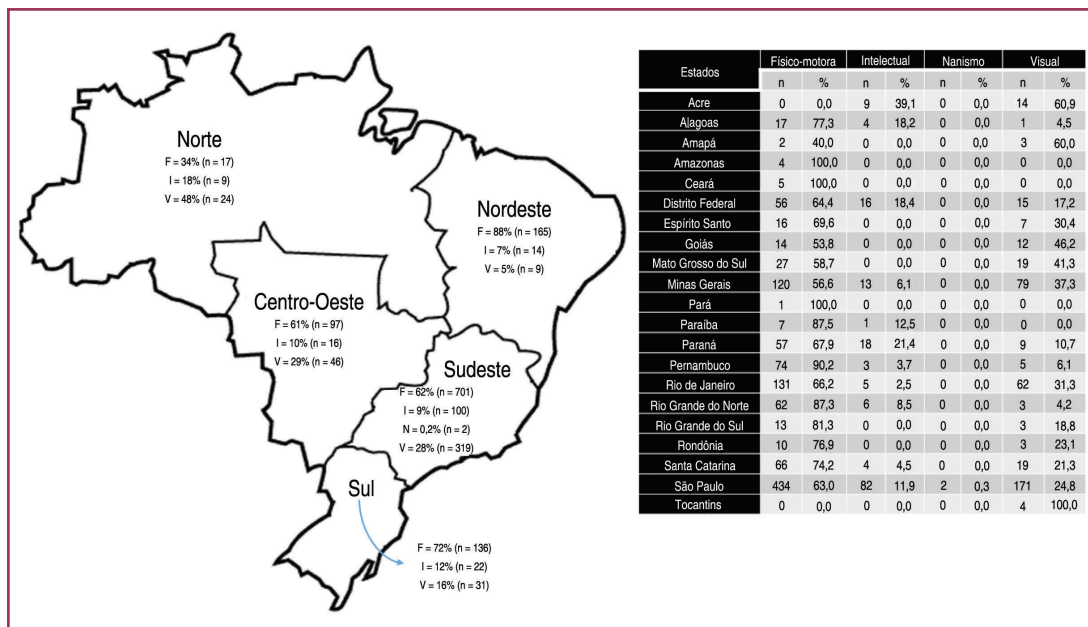 Norte
F = 34% (n = 17)
I = 18% (n = 9)
V = 48% (n = 24)
Nordeste
F = 88% (n = 165)
I = 7% (n = 14)
V = 5% (n = 9)
Centro-Oeste
F = 61% (n = 97)
I = 10% (n = 16)
V = 29% (n = 46)
Sudeste
F = 62% (n = 701)
I = 9% (n = 100)
N = 0,2% (n = 2)
V = 28% (n = 319)
Sul
F = 72% (n = 136)
I = 12% (n = 22)
V = 16% (n = 31)
Estados Físico-motora Intelectual Nanismo Visual
n % n % n % n %
Acre 0 0,0 9 39,1 0 0,0 14 60,9
Alagoas 17 77,3 4 18,2 0 0,0 1 4,5
Amapá 2 40,0 0 0,0 0 0,0 3 60,0
Amazonas 4 100,0 0 0,0 0 0,0 0 0,0
Ceará 5 100,0 0 0,0 0 0,0 0 0,0
Distrito Federal 56 64,4 16 18,4 0 0,0 15 17,2
Espírito Santo 16 69,6 0 0,0 0 0,0 7 30,4
Goiás 14 53,8 0 0,0 0 0,0 12 46,2
Mato Grosso do Sul 27 58,7 0 0,0 0 0,0 19 41,3
Minas Gerais 120 56,6 13 6,1 0 0,0 79 37,3
Pará 1 100,0 0 0,0 0 0,0 0 0,0
Paraíba 7 87,5 1 12,5 0 0,0 0 0,0
Paraná 57 67,9 18 21,4 0 0,0 9 10,7
Pernambuco 74 90,2 3 3,7 0 0,0 5 6,1
Rio de Janeiro 131 66,2 5 2,5 0 0,0 62 31,3
Rio Grande do Norte 62 87,3 6 8,5 0 0,0 3 4,2
Rio Grande do Sul 13 81,3 0 0,0 0 0,0 3 18,8
Rondônia 10 76,9 0 0,0 0 0,0 3 23,1
Santa Catarina 66 74,2 4 4,5 0 0,0 19 21,3
São Paulo 434 63,0 82 11,9 2 0,3 171 24,8
Tocantins 0 0,0 0 0,0 0 0,0 4 100,0